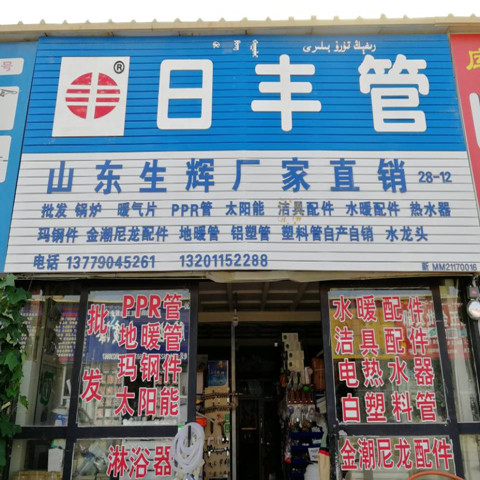 رىفېڭ تۇرۇبىلىرى
®
日丰管
山东生辉厂家直销 28-12
批发 锅炉 暖气片 PPR管 太阳能 洁具配件 水暖配件 热水器
玛钢件 金潮尼龙配件 地暖管 铝塑管 塑料管自产自销 水龙头
电话 13779045261 13201152288
新 MM21170016
批发
PPR管
地暖管
玛钢件
太阳能
淋浴器
水暖配件
洁具配件
电热水器
白塑料管
金潮尼龙配件